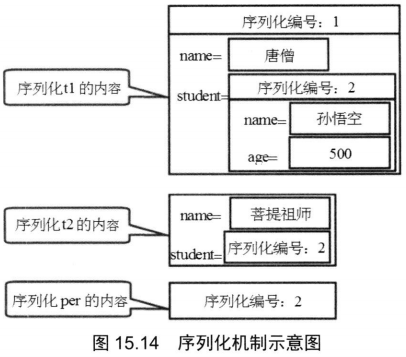 序列化编号：1
name= 唐僧
序列化t1的内容
student= 序列化编号：2
name= 孙悟空
age= 500
name= 菩提祖师
序列化t2的内容
student= 序列化编号：2
序列化 per 的内容
序列化编号：2
图 15.14 序列化机制示意图